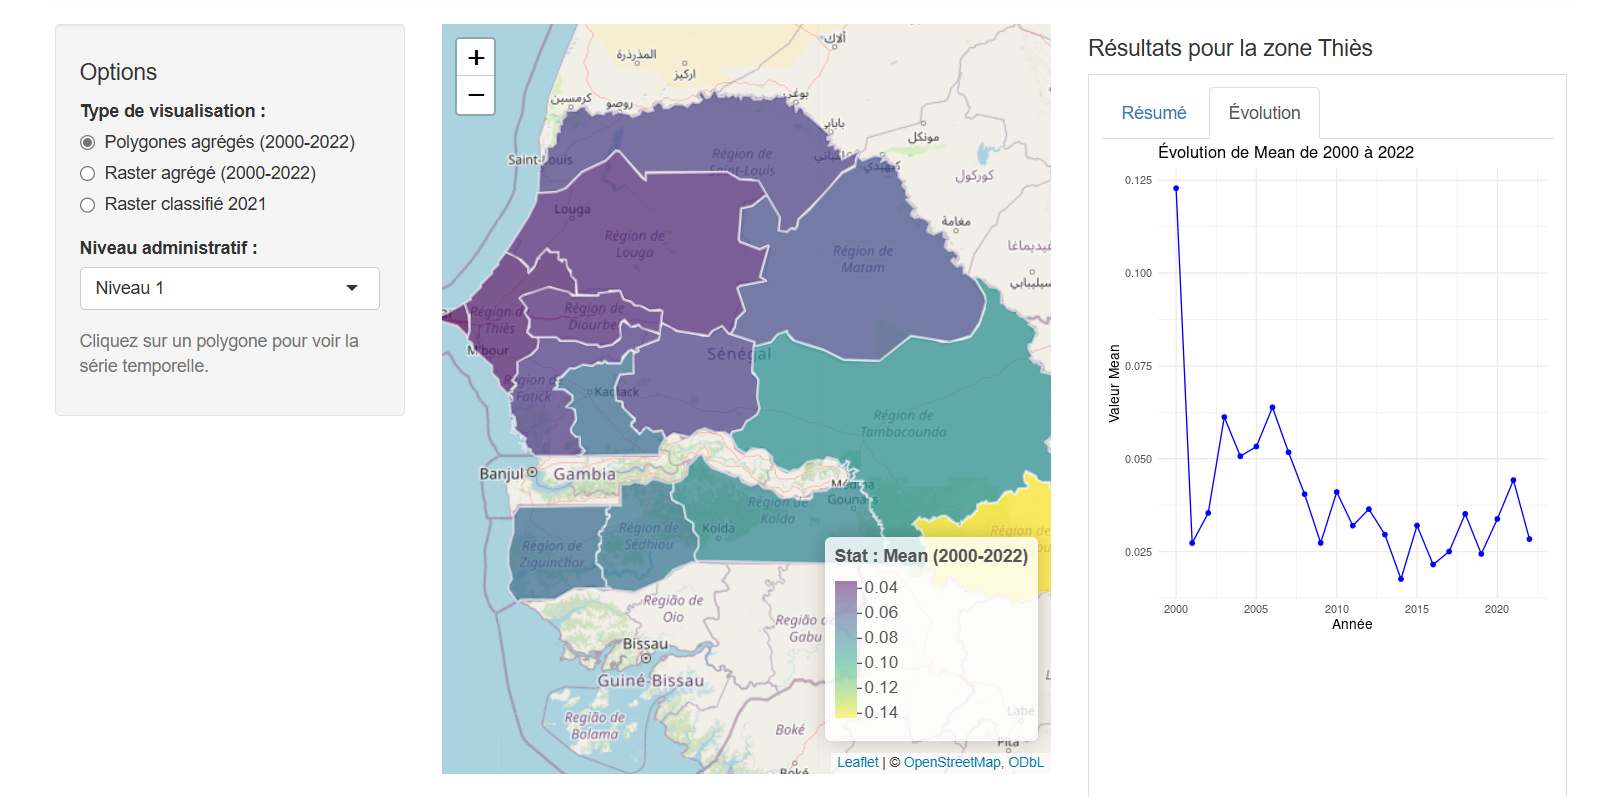 Options
Type de visualisation :
Polygones agrégés (2000-2022)
Raster agrégé (2000-2022)
Raster classifié 2021
Niveau administratif :
Niveau 1
Cliquez sur un polygone pour voir la
série temporelle.
+
−
ألاك
المذرذرة
اركيز
كرمسين
روصو
بوغي
بابابي
مونكل
كيهيدي
كوركول
مقامة
سيليبابي
Saint-Louis
Région de
Saint-Louis
Louga
Région de
Louga
Région de
Matam
Région de
Thiès
Région de
Diourbel
M'bour
Sénégal
Région de
Fatick
Kaolack
Région de
Tambacounda
Banjul
Gambia
Médina
Gounass
Région de
Kolda
Kolda
Région de
Sédhiou
Région de
Ziguinchor
Région de
Região de
Oio
Região de
Gabu
Bissau
Guiné-Bissau
Região de
Bolama
Boké
Boké
Labé
Pita
Stat : Mean (2000-2022)
0.04
0.06
0.08
0.10
0.12
0.14
Leaflet | © OpenStreetMap, ODbL
Résultats pour la zone Thiès
Résumé
Évolution
Évolution de Mean de 2000 à 2022
Valeur Mean
0.125
0.100
0.075
0.050
0.025
2000 2005 2010 2015 2020
Année